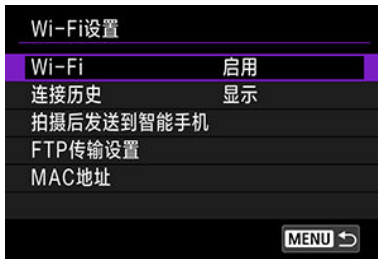 Wi-Fi设置
Wi-Fi 启用
连接历史 显示
拍摄后发送到智能手机
FTP传输设置
MAC地址
MENU